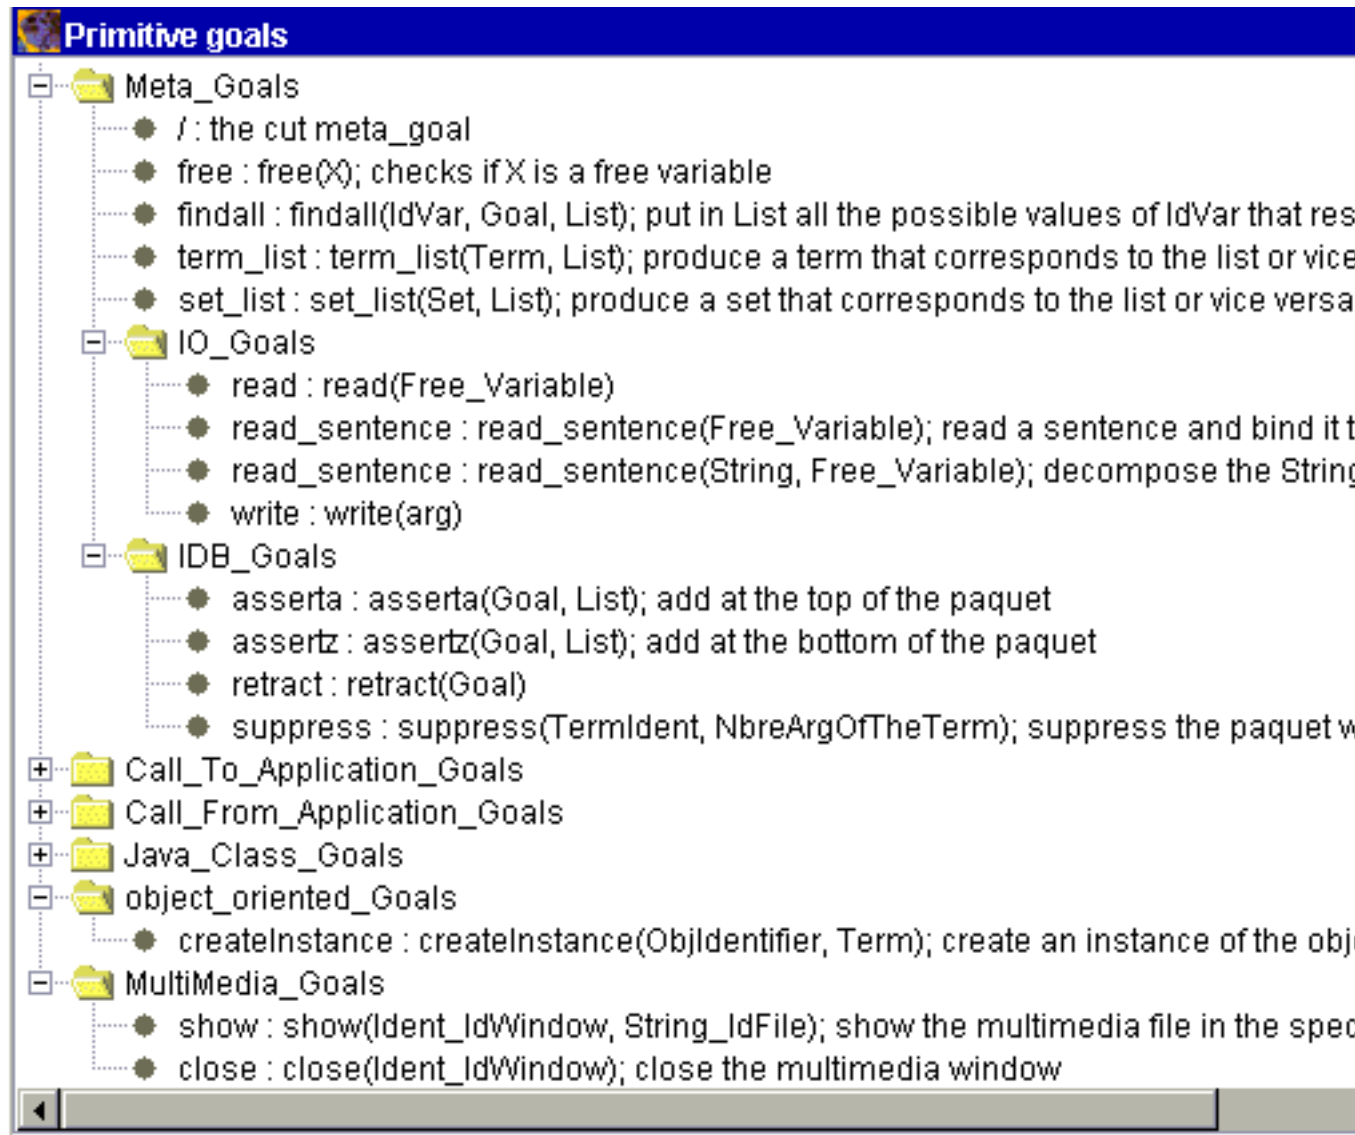 Primitive goals
Meta_Goals
/ : the cut meta_goal
free : free(X); checks if X is a free variable
findall : findall(IdVar, Goal, List); put in List all the possible values of IdVar that res
term_list : term_list(Term, List); produce a term that corresponds to the list or vice
set_list : set_list(Set, List); produce a set that corresponds to the list or vice versa
IO_Goals
read : read(Free_Variable)
read_sentence : read_sentence(Free_Variable); read a sentence and bind it t
read_sentence : read_sentence(String, Free_Variable); decompose the String
write : write(arg)
IDB_Goals
asserta : asserta(Goal, List); add at the top of the paquet
assertz : assertz(Goal, List); add at the bottom of the paquet
retract : retract(Goal)
suppress : suppress(TermIdent, NbreArgOfTheTerm); suppress the paquet w
Call_To_Application_Goals
Call_From_Application_Goals
Java_Class_Goals
object_oriented_Goals
createInstance : createInstance(ObjIdentifier, Term); create an instance of the obj
MultiMedia_Goals
show : show(Ident_IdWindow, String_IdFile); show the multimedia file in the spec
close : close(Ident_IdWindow); close the multimedia window